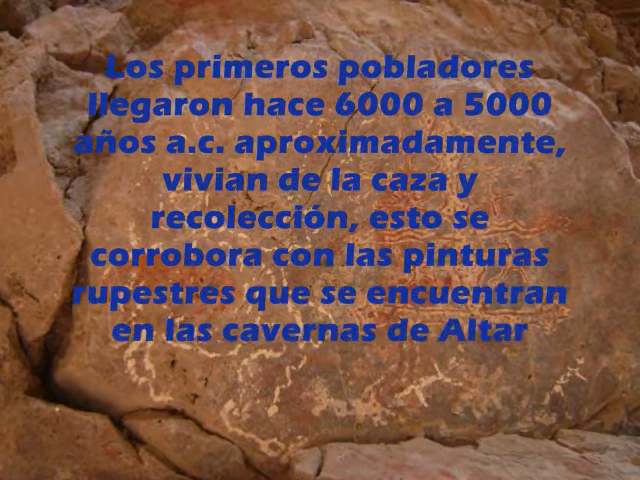 Los primeros pobladores
llegaron hace 6000 a 5000
años a.c. aproximadamente,
vivian de la caza y
recolección, esto se
corrobora con las pinturas
rupestres que se encuentran
en las cavernas de Altar